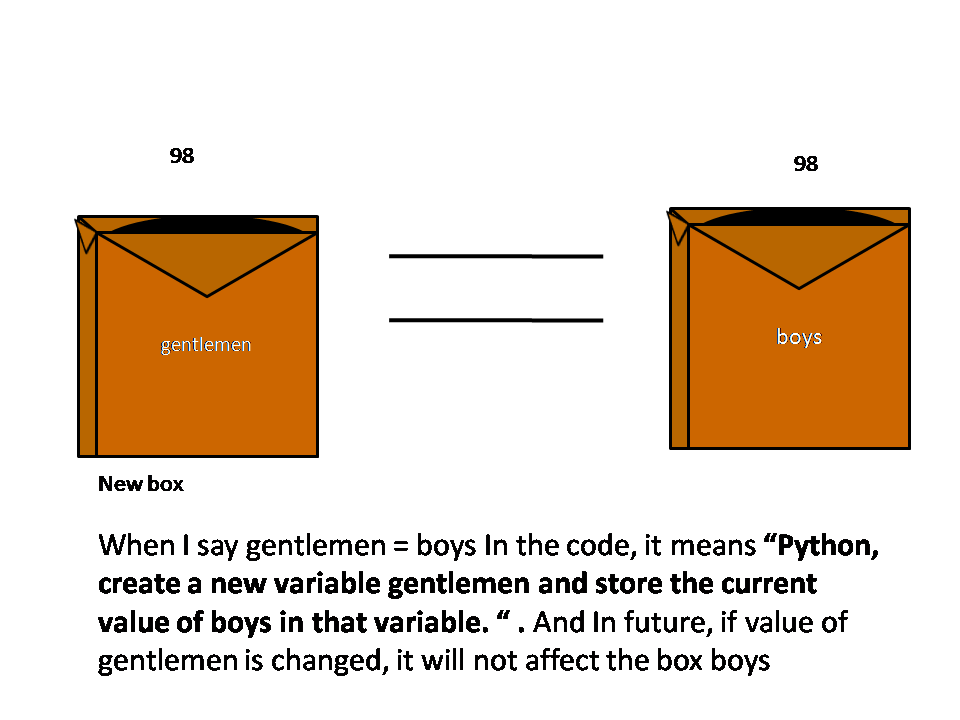 98
98
gentlemen
boys
New box
When I say gentlemen = boys In the code, it means “Python,
create a new variable gentlemen and store the current
value of boys in that variable. “ . And In future, if value of
gentlemen is changed, it will not affect the box boys